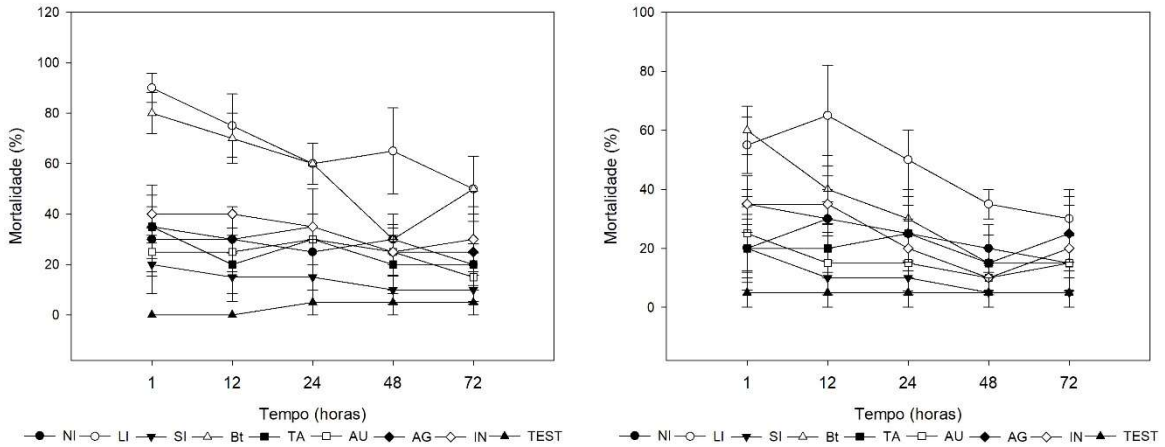 120
100
80
60
40
20
0
Mortalidade (%)
1 12 24 48 72
Tempo (horas)
NI LI SI Bt TA AU AG IN TEST
100
80
60
40
20
0
Mortalidade (%)
1 12 24 48 72
Tempo (horas)
NI LI SI Bt TA AU AG IN TEST